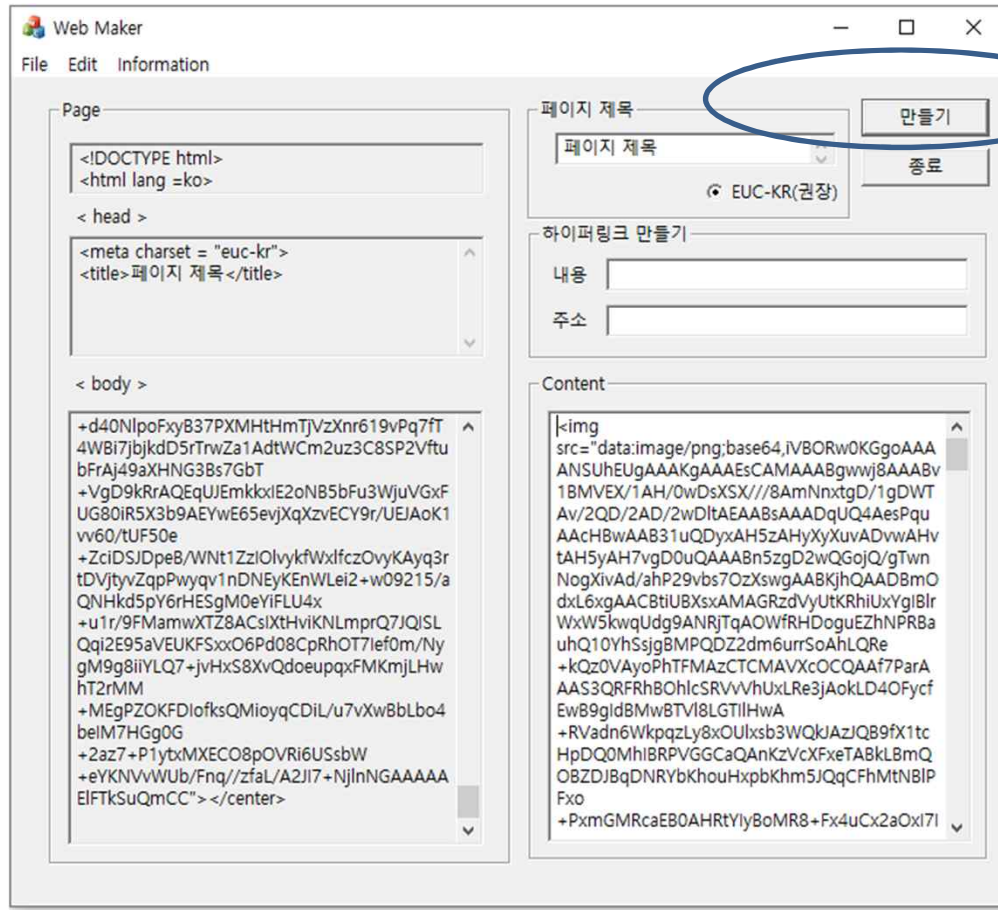 Web Maker
File Edit Information
Page
<!DOCTYPE html>
<html lang =ko>
< head >
<meta charset = "euc-kr">
<title>페이지 제목</title>
< body >
+d40NlpoFxyB37PXMHtHmTjVzXnr619vPq7fT
4WBi7jbjkdD5rTrwZa1AdtWCm2uz3C8SP2Vftu
bFrAj49aXHNG3Bs7GbT
+VgD9kRrAQEqUJEmkkxIE2oNB5bFu3WjuVGxF
UG80iR5X3b9AEYwE65evjXqXzvECY9r/UEJAoK1
vv60/tUF50e
+ZciDSJDpeB/WNt1ZzIOlvykfWxlfczOvyKAyq3r
tDVjtyvZqpPwyqv1nDNEyKEnWLei2+w09215/a
QNHkd5pY6rHESgM0eYiFLU4x
+u1r/9FMamwXTZ8ACsIXtHviKNLmprQ7JQISL
Qqi2E95aVEUKFSxxO6Pd08CpRhOT7Ief0m/Ny
gM9g8iiYLQ7+jvHxS8XvQdoeupqxFMKmjLHw
hT2rMM
+MEgPZOKFDIofksQMioyqCDiL/u7vXwBbLbo4
beIM7HGg0G
+2az7+P1ytxMXECO8pOVRi6USsbW
+eYKNVvWUb/Fnq//zfaL/A2JI7+NjlnNGAAAAA
ElFTkSuQmCC"></center>
페이지 제목
페이지 제목
EUC-KR(권장)
만들기
종료
하이퍼링크 만들기
내용
주소
Content
<img
src="data:image/png;base64,iVBORw0KGgoAAA
ANSUhEUgAAAKgAAAEsCAMAAABgwwj8AAABv
1BMVEX/1AH/0wDsXSX///8AmNnxtgD/1gDWT
Av/2QD/2AD/2wDltAEAABsAAADqUQ4AesPqu
AAcHBwAAB31uQDyxAH5zAHyXyXuvADvwAHv
tAH5yAH7vgD0uQAAABn5zgD2wQGojQ/gTwn
NogXivAd/ahP29vbs7OzXswgAABKjhQAADBmO
dxL6xgAACBtiUBXsxAMAGRzdVyUtKRhiUxYgIBlr
WxW5kwqUdg9ANRjTqAOWfRHDoguEZhNPRBa
uhQ10YhSsjgBMPQDZ2dm6urrSoAhLQRe
+kQz0VAyoPhTFMAzCTCMAVXcOCQAAf7ParA
AAS3QRFRhBOhlcSRVvVhUxLRe3jAokLD4OFycf
EwB9gIdBMwBTVl8LGTIlHwA
+RVadn6WkpqzLy8xOUlxsb3WQkJAzJQB9fX1tc
HpDQ0MhIBRPVGGCaQAnKzVcXFxeTABkLBmQ
OBZDJBqDNRYbKhouHxpbKhm5JQqCFhMtNBlP
Fxo
+PxmGMRcaEB0AHRtYIyBoMR8+Fx4uCx2aOxI7I